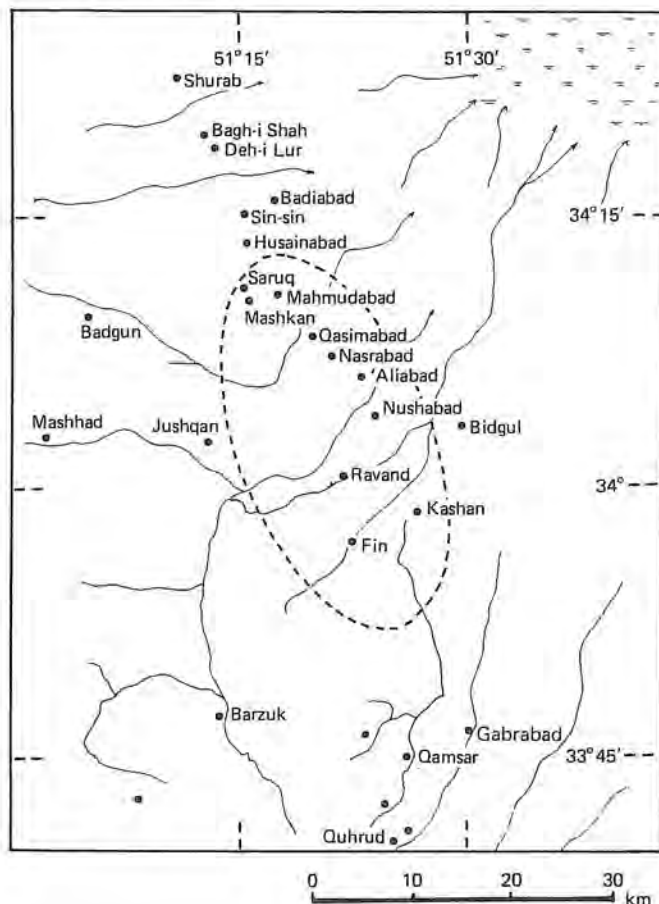 51°15′ 51°30′
Shurab
Bagh-i Shah
Deh-i Lur
Badiabad
Sin-sin
34°15′
Husainabad
Saruq
Mahmudabad
Mashkan
Badgun
Qasimabad
Nasrabad
Aliabad
Nushabad
Mashhad
Jushqan
Bidgul
Ravand
34°
Kashan
Fin
Barzuk
Gabrabad
Qamsar
33°45′
Quhrud
0 10 20 30
km